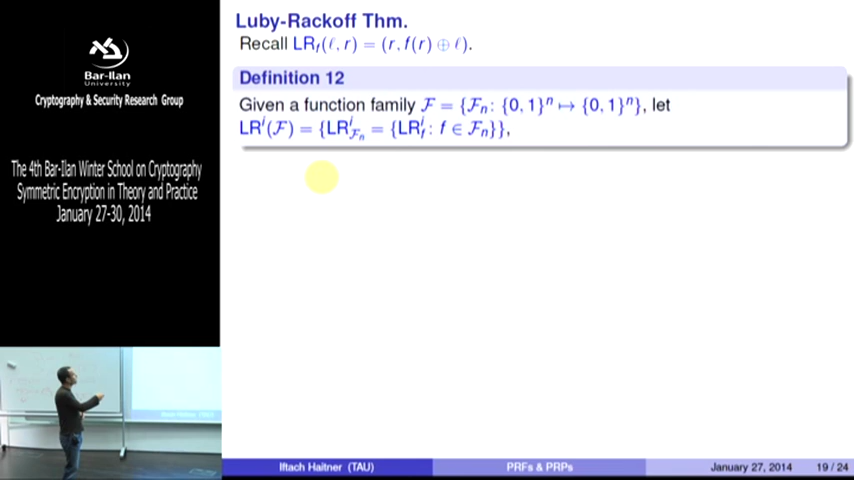 Bar-Ilan
University
Cryptography & Security Research Group
The 4th Bar-Ilan Winter School on Cryptography
Symmetric Encryption in Theory and Practice
January 27-30, 2014
Luby-Rackoff Thm.
Recall LR_f(ℓ, r) = (r, f(r) ⊕ ℓ).
Definition 12
Given a function family 𝓕 = {𝓕_n : {0, 1}^n ↦ {0, 1}^n}, let
LR^i(𝓕) = {LR^i_{𝓕_n} = {LR^i_f : f ∈ 𝓕_n}},
Iftach Haitner (TAU) PRFs & PRPs January 27, 2014 19 / 24